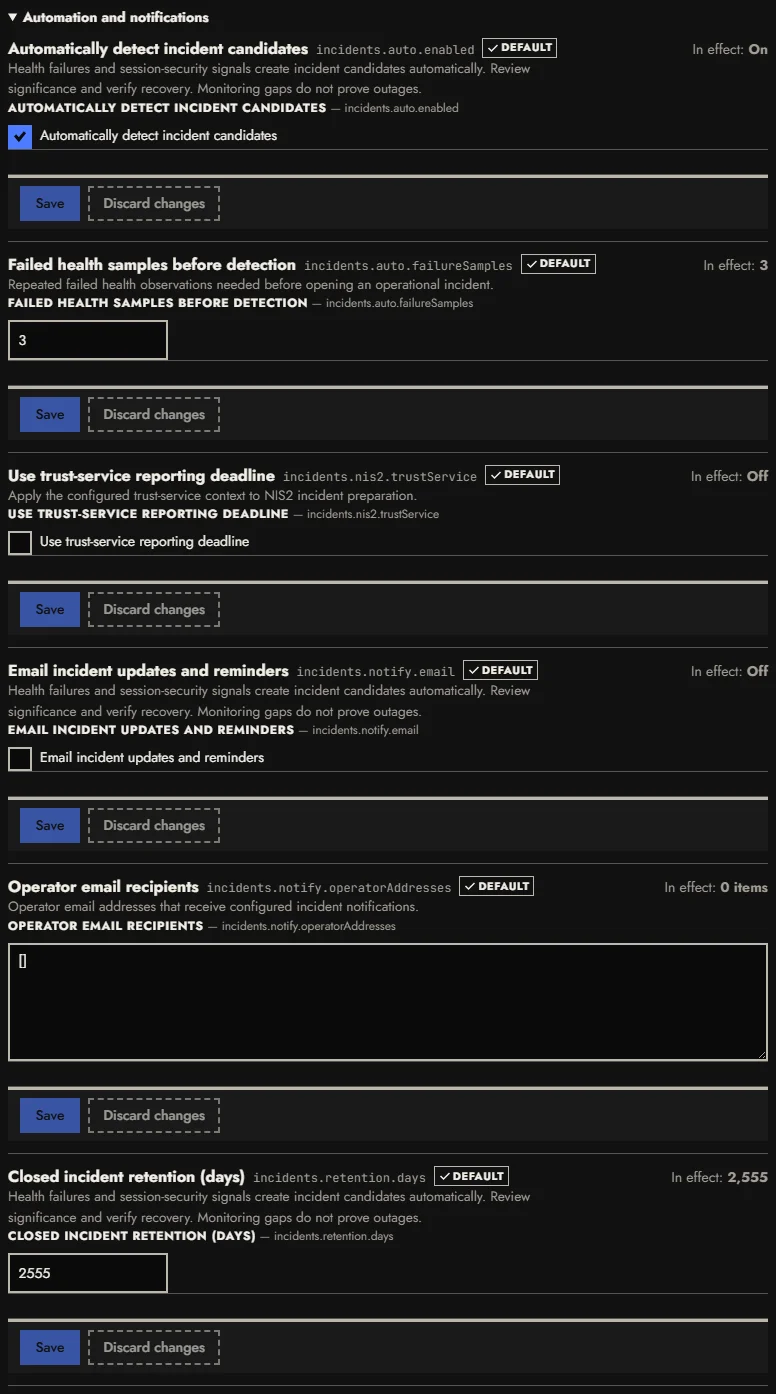 ▼ Automation and notifications
Automatically detect incident candidates incidents.auto.enabled ✓ DEFAULT In effect: On
Health failures and session-security signals create incident candidates automatically. Review
significance and verify recovery. Monitoring gaps do not prove outages.
AUTOMATICALLY DETECT INCIDENT CANDIDATES — incidents.auto.enabled
Automatically detect incident candidates
Save Discard changes
Failed health samples before detection incidents.auto.failureSamples ✓ DEFAULT In effect: 3
Repeated failed health observations needed before opening an operational incident.
FAILED HEALTH SAMPLES BEFORE DETECTION — incidents.auto.failureSamples
3
Save Discard changes
Use trust-service reporting deadline incidents.nis2.trustService ✓ DEFAULT In effect: Off
Apply the configured trust-service context to NIS2 incident preparation.
USE TRUST-SERVICE REPORTING DEADLINE — incidents.nis2.trustService
Use trust-service reporting deadline
Save Discard changes
Email incident updates and reminders incidents.notify.email ✓ DEFAULT In effect: Off
Health failures and session-security signals create incident candidates automatically. Review
significance and verify recovery. Monitoring gaps do not prove outages.
EMAIL INCIDENT UPDATES AND REMINDERS — incidents.notify.email
Email incident updates and reminders
Save Discard changes
Operator email recipients incidents.notify.operatorAddresses ✓ DEFAULT In effect: 0 items
Operator email addresses that receive configured incident notifications.
OPERATOR EMAIL RECIPIENTS — incidents.notify.operatorAddresses
[]
Save Discard changes
Closed incident retention (days) incidents.retention.days ✓ DEFAULT In effect: 2,555
Health failures and session-security signals create incident candidates automatically. Review
significance and verify recovery. Monitoring gaps do not prove outages.
CLOSED INCIDENT RETENTION (DAYS) — incidents.retention.days
2555
Save Discard changes